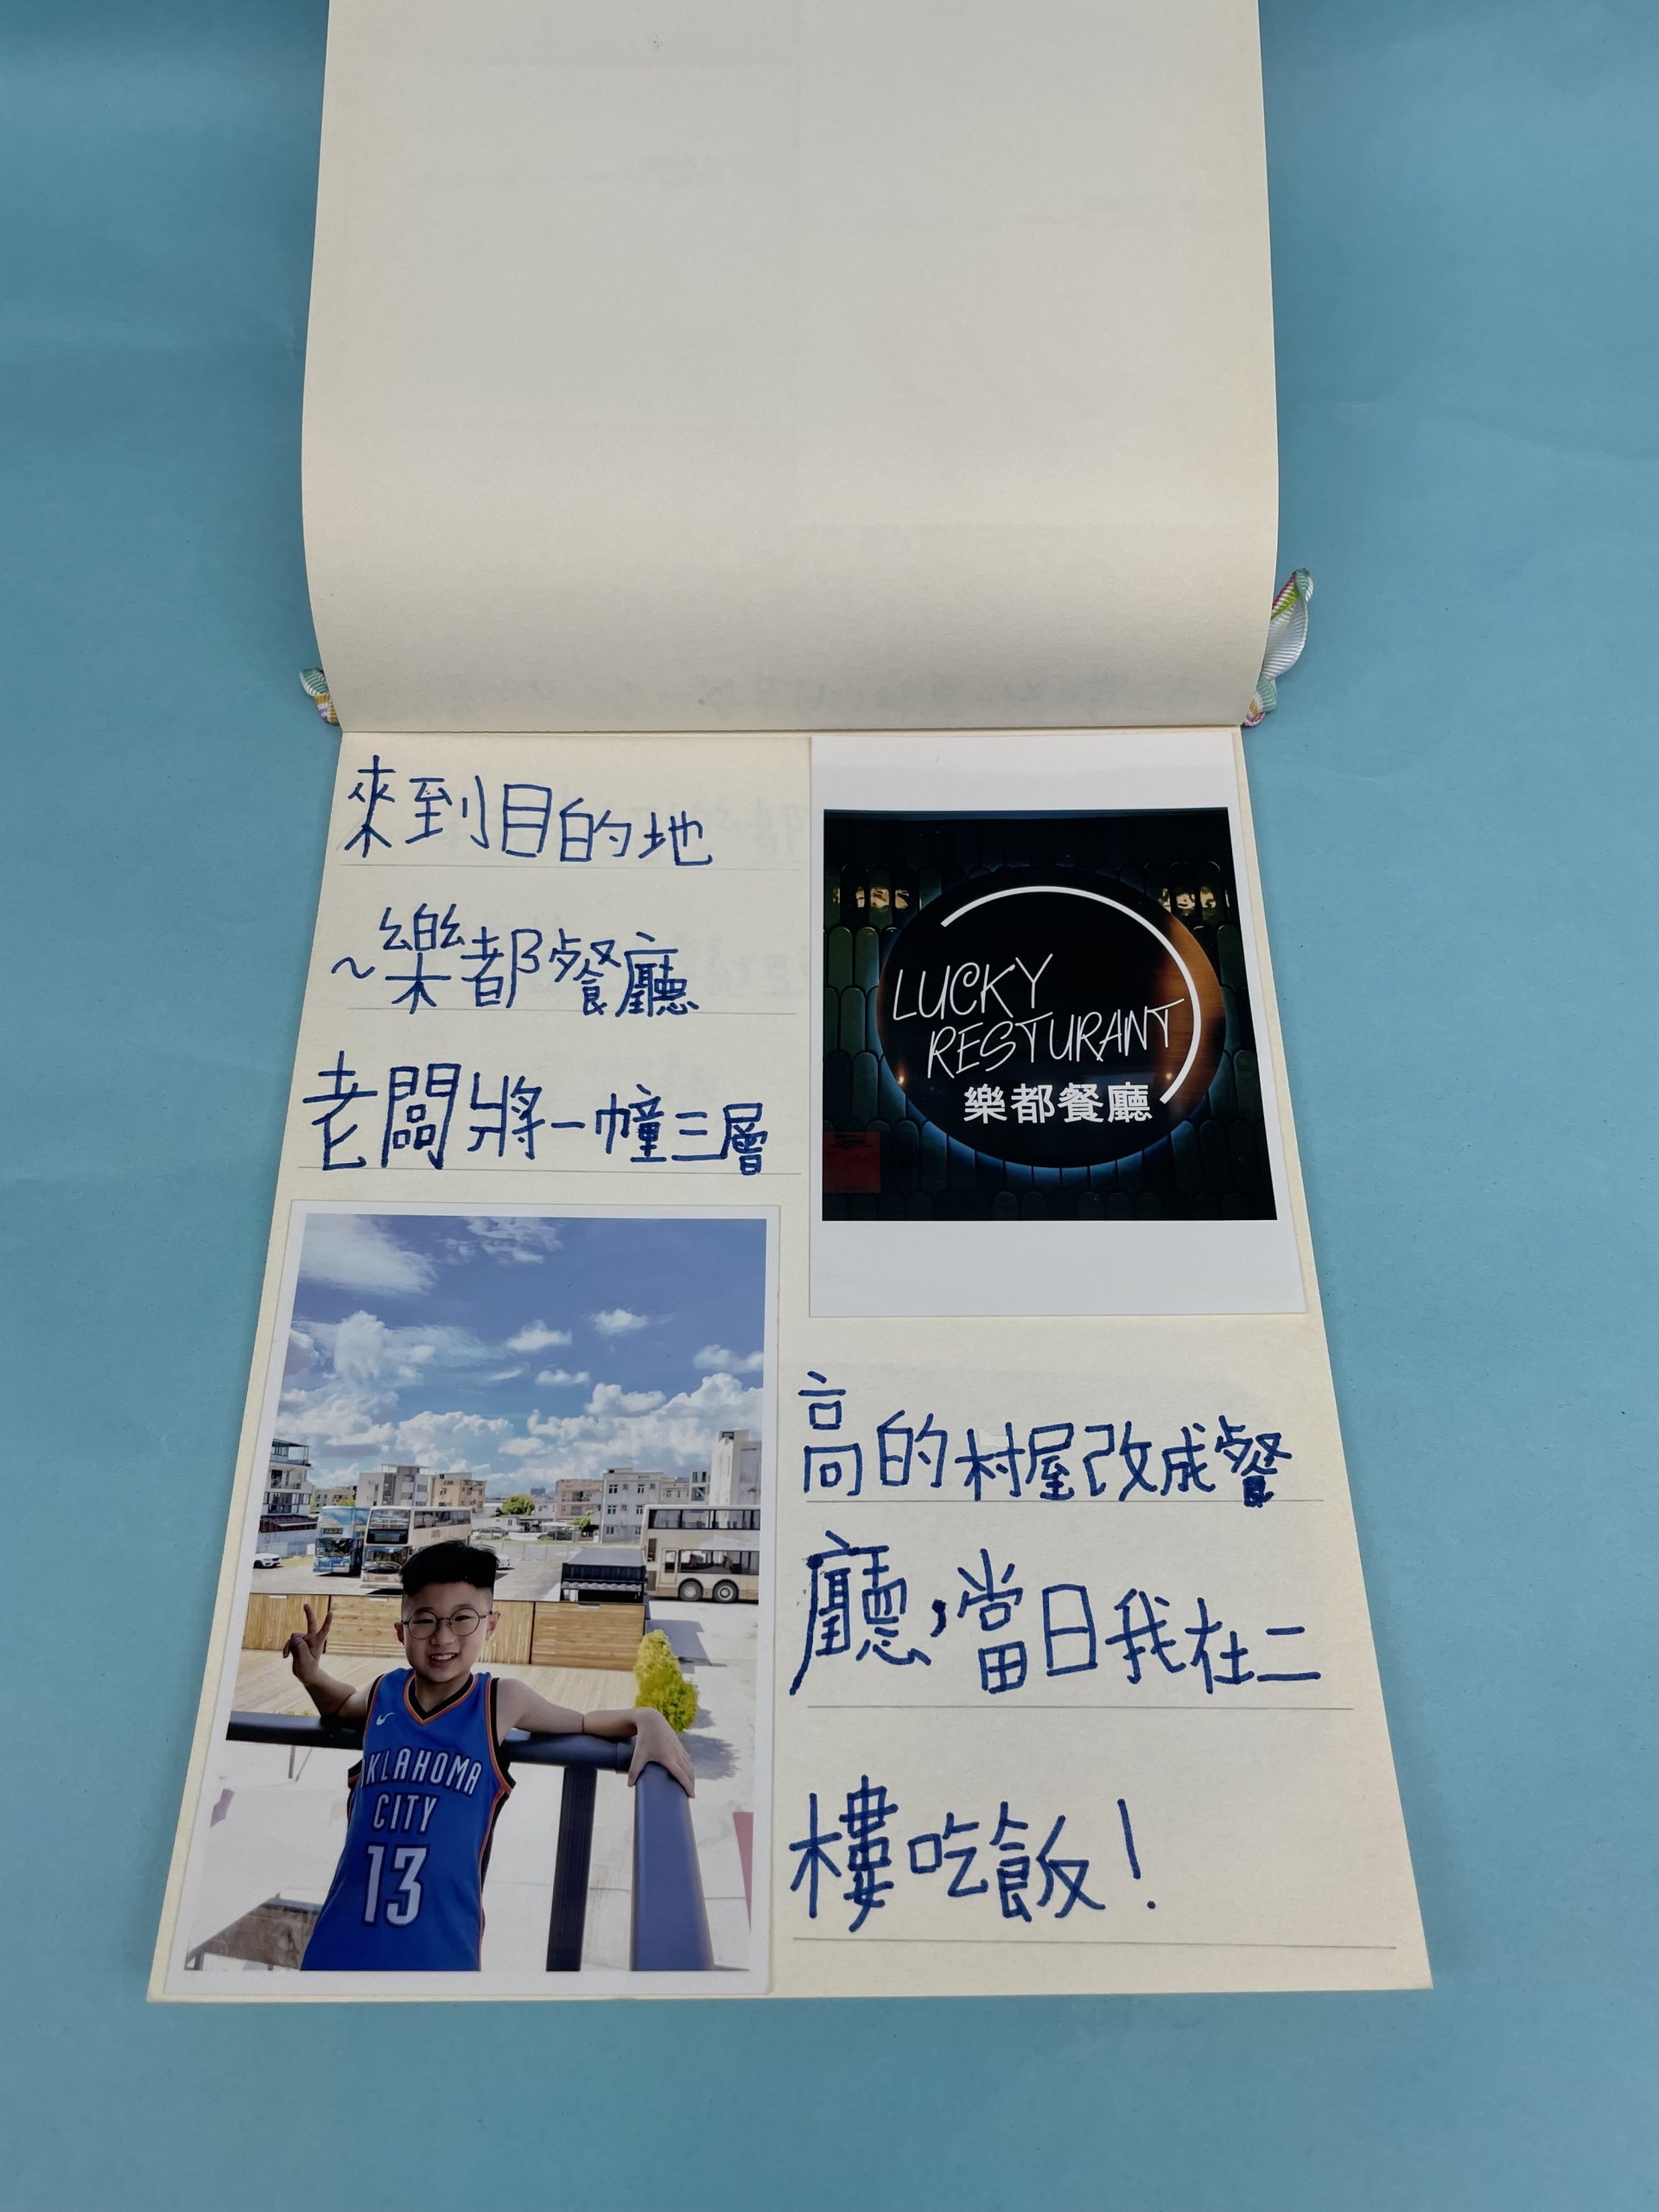 來到目的地
~樂都餐廳
老闆將一幢三層
LUCKY
RESTURANT
樂都餐廳
高的村屋改成餐
廳，當日我在二
樓吃飯！
OKLAHOMA
CITY
13